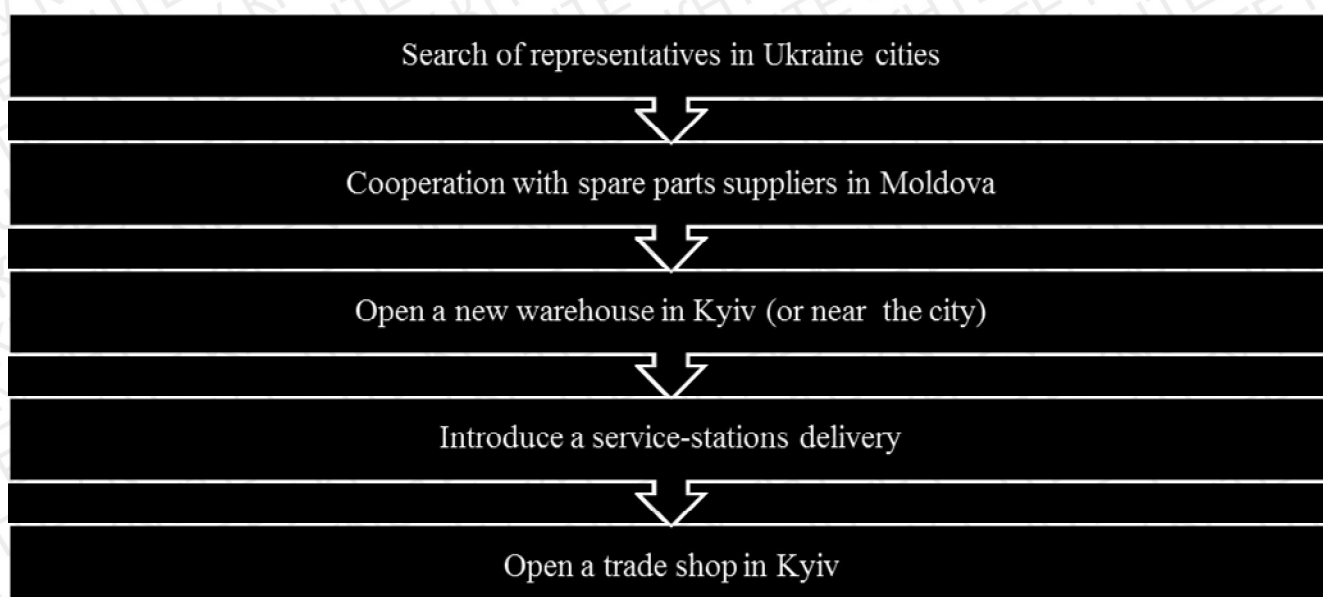 Search of representatives in Ukraine cities
Cooperation with spare parts suppliers in Moldova
Open a new warehouse in Kyiv (or near the city)
Introduce a service-stations delivery
Open a trade shop in Kyiv